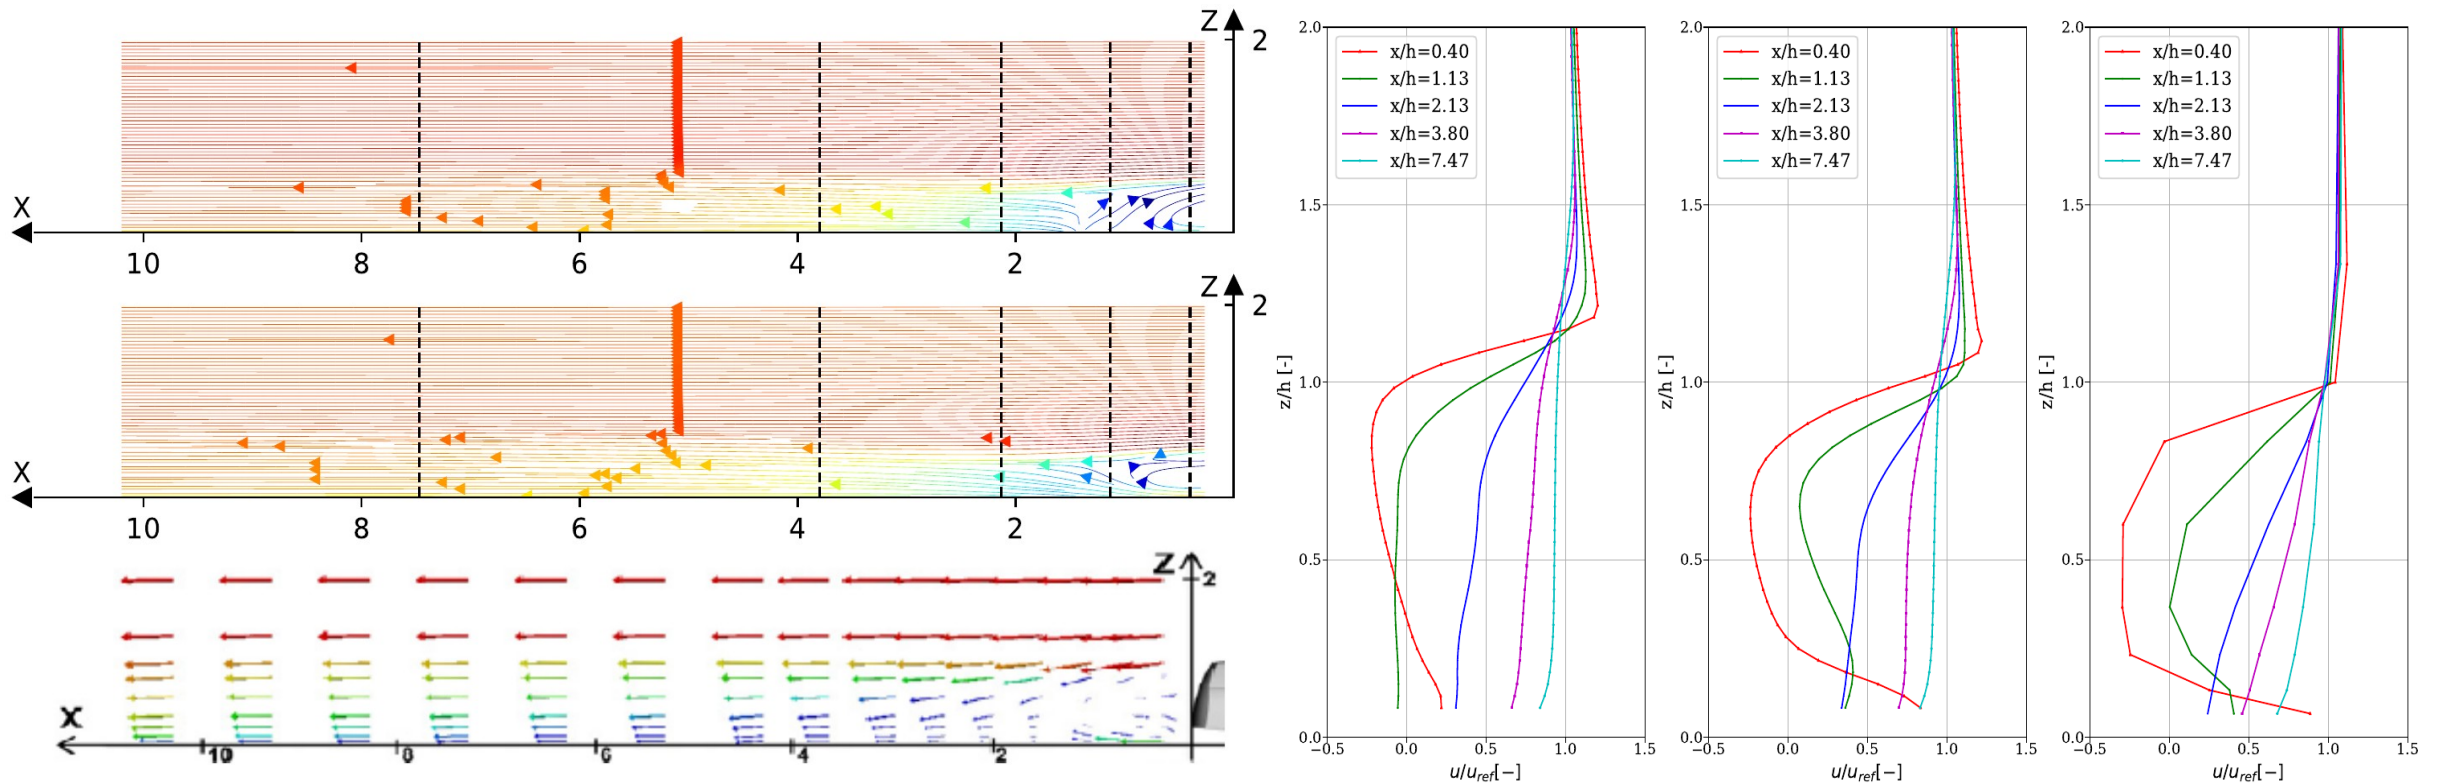 Z
2
X
10 8 6 4 2
Z
2
X
10 8 6 4 2
Z
2
X
10 8 6 4 2
2.0
1.5
1.0
0.5
0.0
z/h [-]
x/h=0.40
x/h=1.13
x/h=2.13
x/h=3.80
x/h=7.47
−0.5 0.0 0.5 1.0 1.5
u/uref[−]
2.0
1.5
1.0
0.5
0.0
z/h [-]
x/h=0.40
x/h=1.13
x/h=2.13
x/h=3.80
x/h=7.47
−0.5 0.0 0.5 1.0 1.5
u/uref[−]
2.0
1.5
1.0
0.5
0.0
z/h [-]
x/h=0.40
x/h=1.13
x/h=2.13
x/h=3.80
x/h=7.47
−0.5 0.0 0.5 1.0 1.5
u/uref[−]